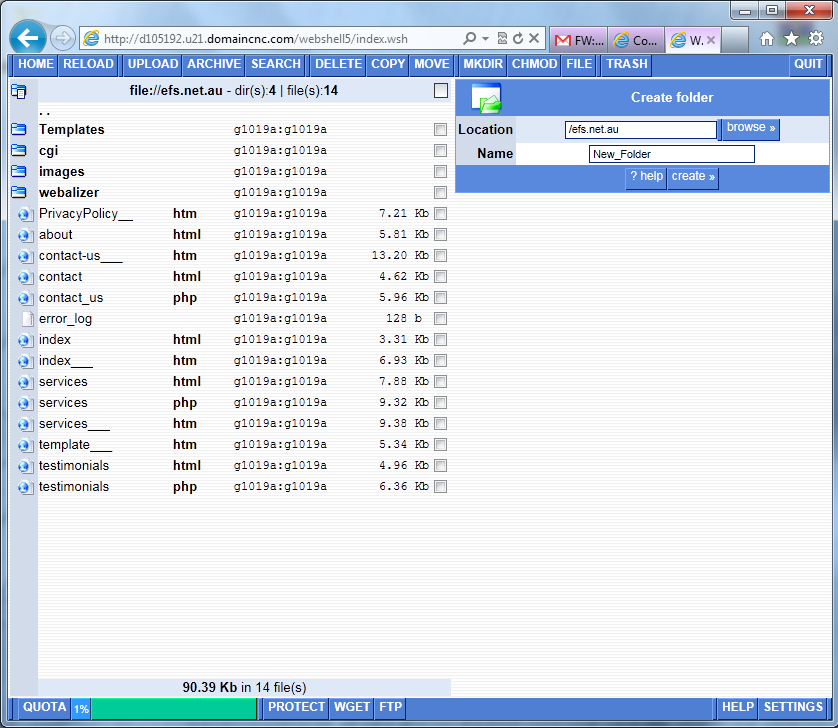 http://d105192.u21.domaincnc.com/webshell5/index.wsh FW:... Co... W...
HOME RELOAD UPLOAD ARCHIVE SEARCH DELETE COPY MOVE MKDIR CHMOD FILE TRASH QUIT
file://efs.net.au - dir(s):4 | file(s):14
..
Templates g1019a:g1019a
cgi g1019a:g1019a
images g1019a:g1019a
webalizer g1019a:g1019a
PrivacyPolicy__ htm g1019a:g1019a 7.21 Kb
about html g1019a:g1019a 5.81 Kb
contact-us___ htm g1019a:g1019a 13.20 Kb
contact html g1019a:g1019a 4.62 Kb
contact_us php g1019a:g1019a 5.96 Kb
error_log g1019a:g1019a 128 b
index html g1019a:g1019a 3.31 Kb
index___ htm g1019a:g1019a 6.93 Kb
services html g1019a:g1019a 7.88 Kb
services php g1019a:g1019a 9.32 Kb
services___ htm g1019a:g1019a 9.38 Kb
template___ htm g1019a:g1019a 5.34 Kb
testimonials html g1019a:g1019a 4.96 Kb
testimonials php g1019a:g1019a 6.36 Kb
90.39 Kb in 14 file(s)
Create folder
Location /efs.net.au browse »
Name New_Folder
? help create »
QUOTA 1% PROTECT WGET FTP HELP SETTINGS